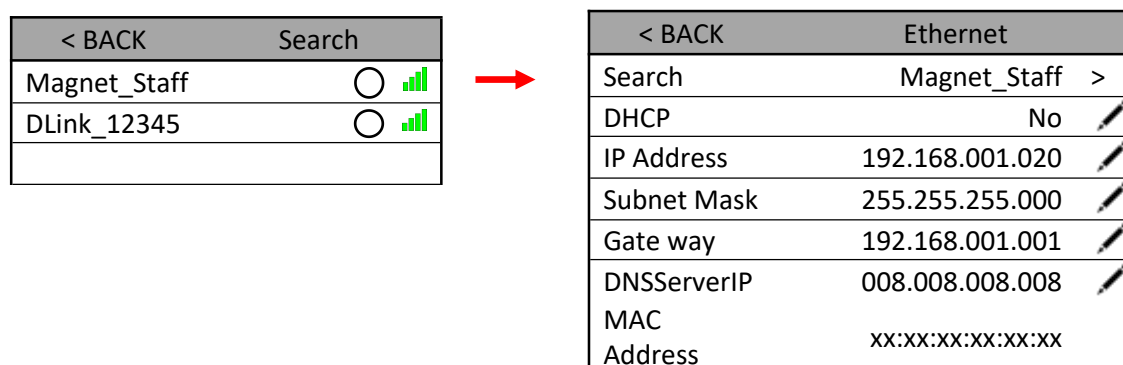 < BACK Search
Magnet_Staff
DLink_12345
< BACK Ethernet
Search Magnet_Staff >
DHCP No
IP Address 192.168.001.020
Subnet Mask 255.255.255.000
Gate way 192.168.001.001
DNSServerIP 008.008.008.008
MAC
Address xx:xx:xx:xx:xx:xx